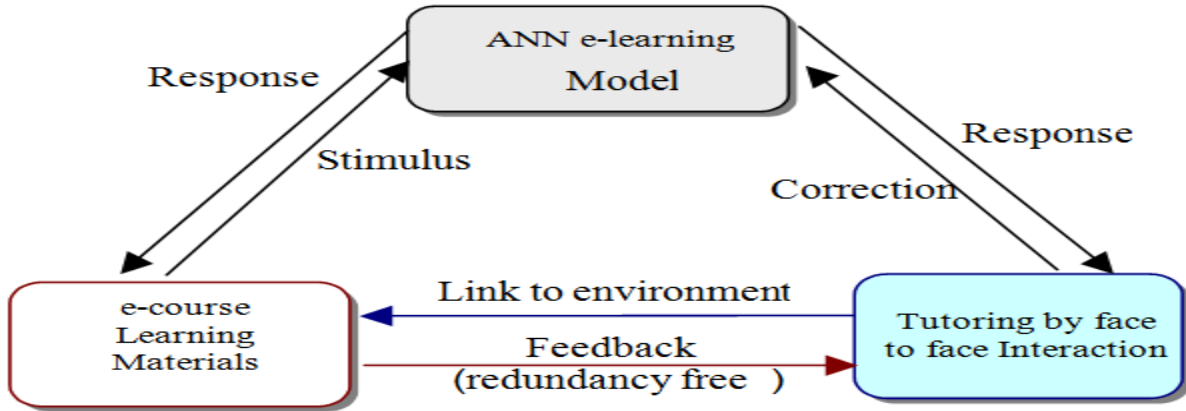 ANN e-learning
Model
Response
Stimulus
Response
Correction
e-course
Learning
Materials
Link to environment
Feedback
(redundancy free )
Tutoring by face
to face Interaction